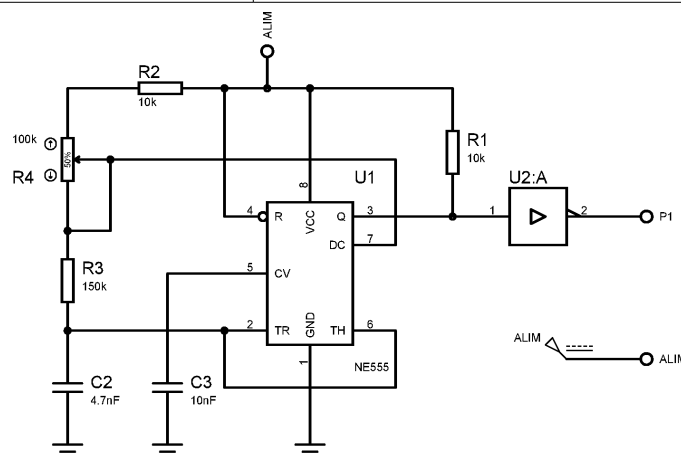 ALIM
R2
10k
100k
50%
R4
R1
10k
U1
U2:A
8
4
R
VCC
Q
3
1
2
P1
DC
7
R3
150k
5
CV
2
TR
GND
TH
6
ALIM
ALIM
1
NE555
C2
4.7nF
C3
10nF